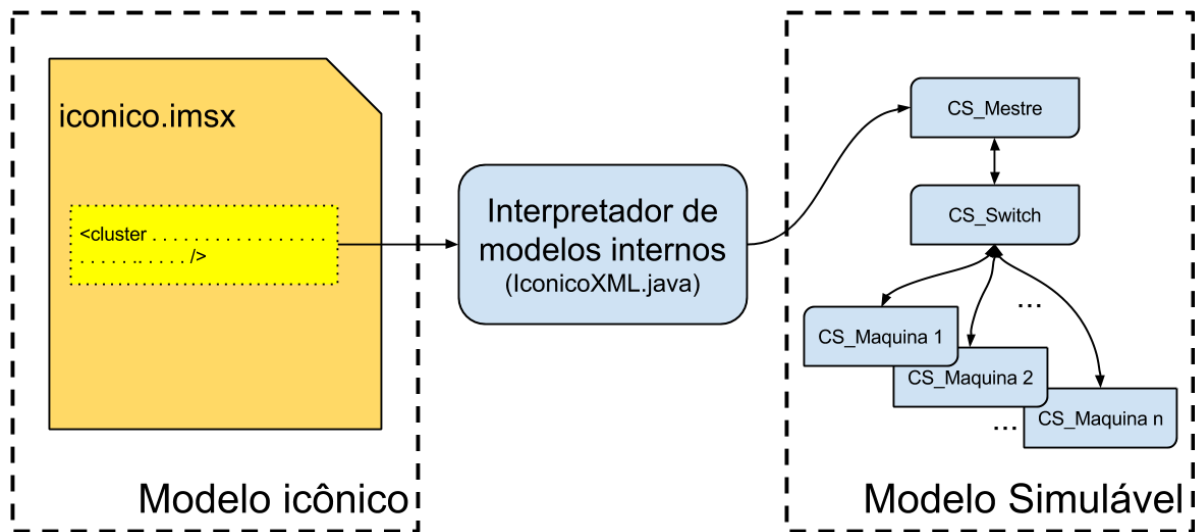 iconico.imsx
<cluster . . . . . . . . . . . . . . . . .
. . . . . .. . . . . />
Modelo icônico
Interpretador de
modelos internos
(IconicoXML.java)
CS_Mestre
CS_Switch
...
CS_Maquina 1
CS_Maquina 2
...
CS_Maquina n
Modelo Simulável